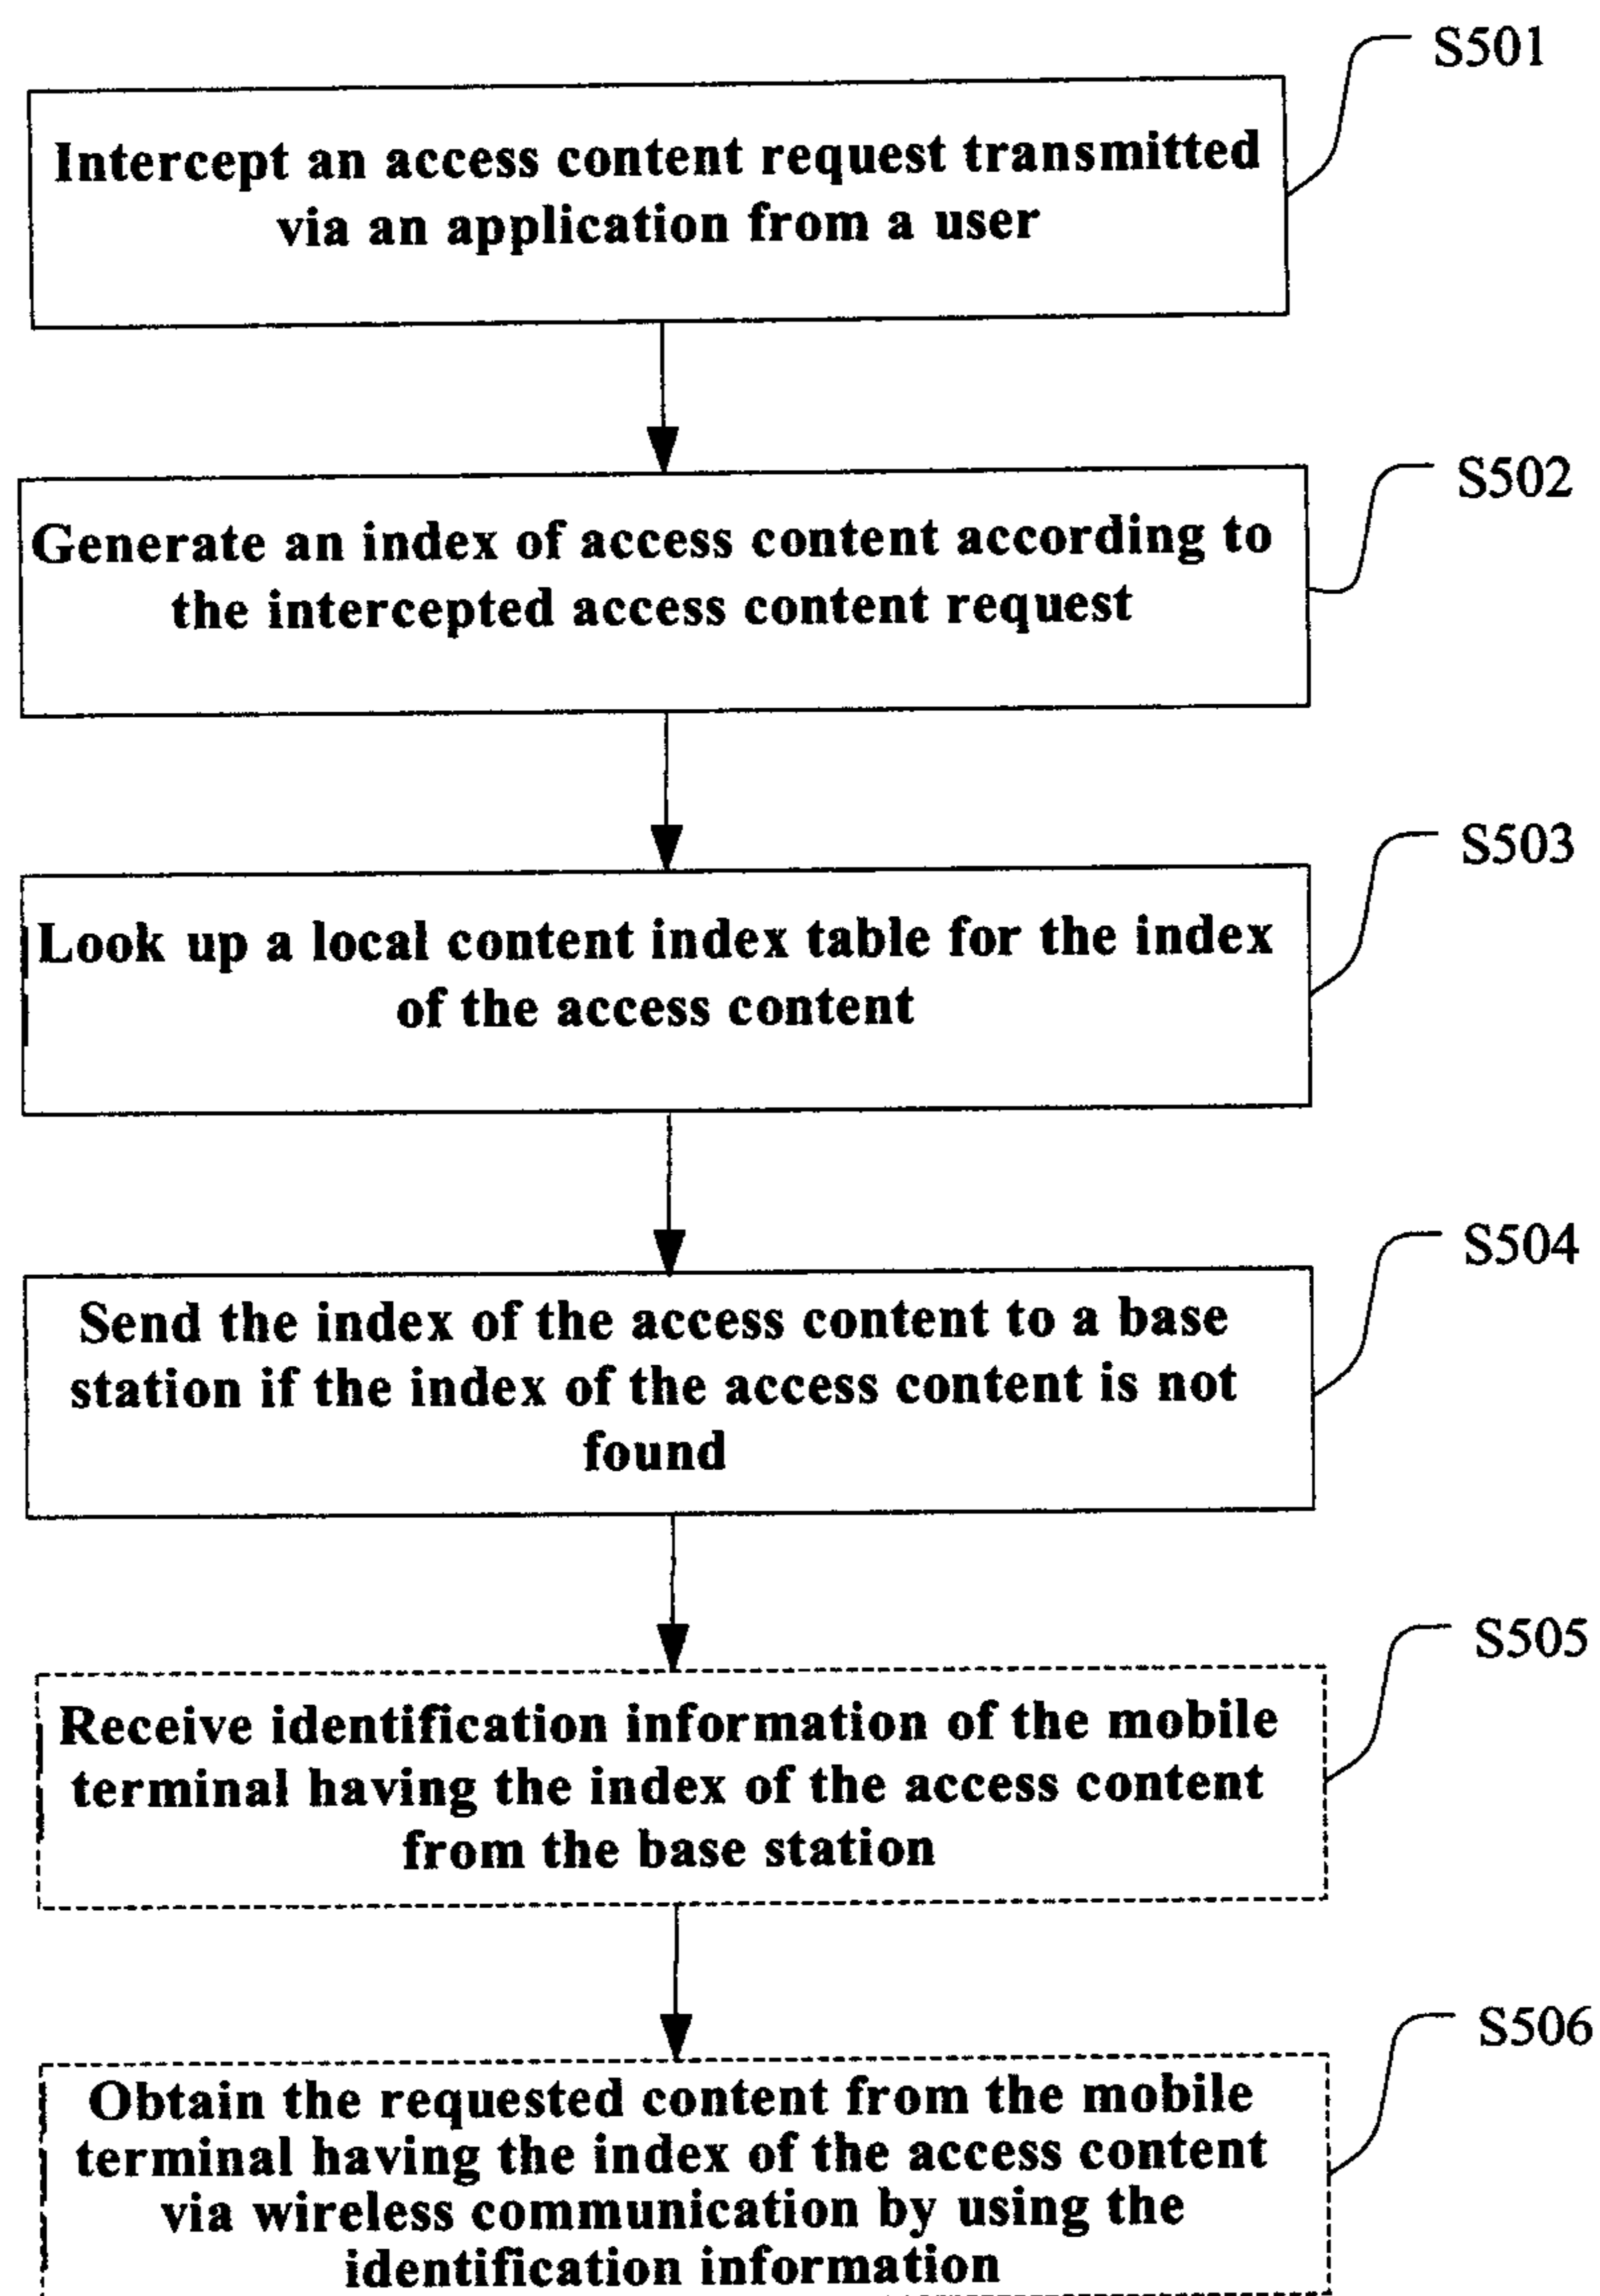 S501
Intercept an access content request transmitted
via an application from a user
S502
Generate an index of access content according to
the intercepted access content request
S503
Look up a local content index table for the index
of the access content
S504
Send the index of the access content to a base
station if the index of the access content is not
found
S505
Receive identification information of the mobile
terminal having the index of the access content
from the base station
S506
Obtain the requested content from the mobile
terminal having the index of the access content
via wireless communication by using the
identification information